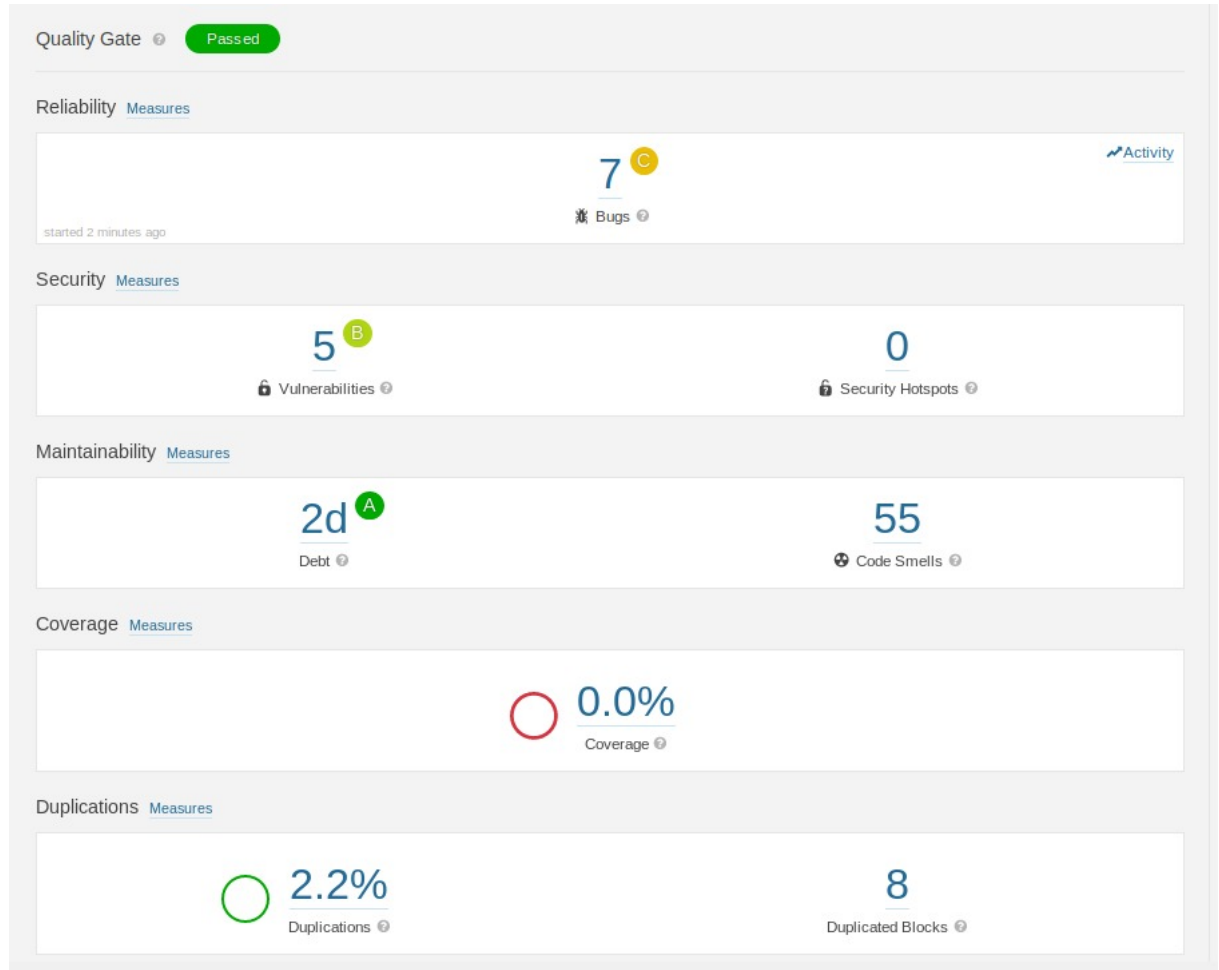 Quality Gate ? Passed
Reliability Measures
7 C
Activity
Bugs ?
started 2 minutes ago
Security Measures
5 B
Vulnerabilities ?
0
Security Hotspots ?
Maintainability Measures
2d A
Debt ?
55
Code Smells ?
Coverage Measures
0.0%
Coverage ?
Duplications Measures
2.2%
Duplications ?
8
Duplicated Blocks ?